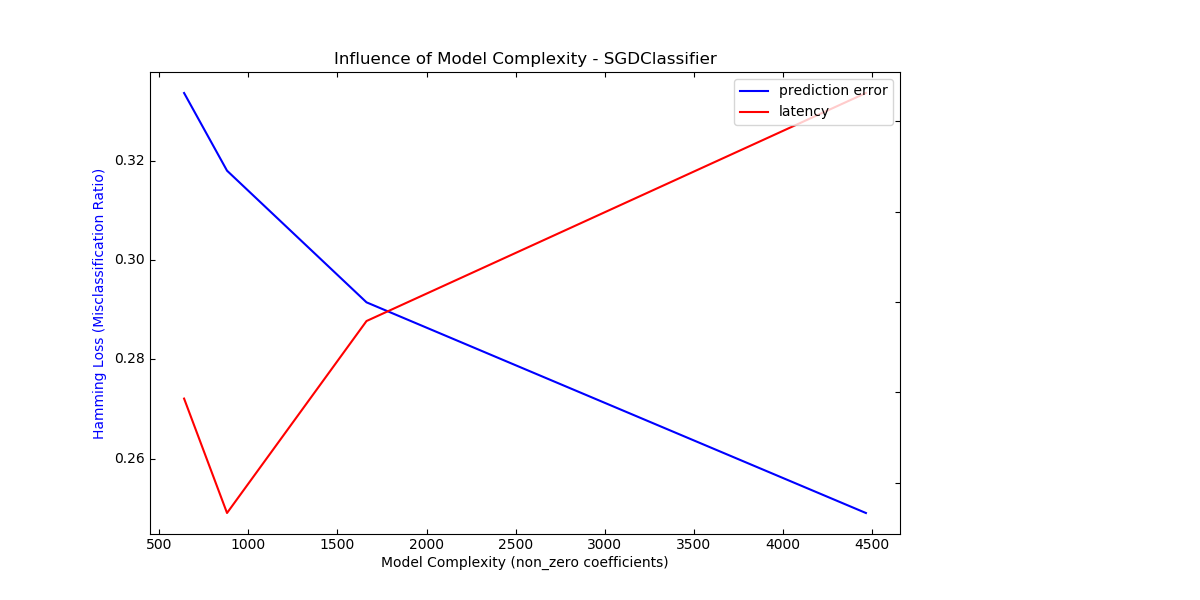 Influence of Model Complexity - SGDClassifier
prediction error
latency
Hamming Loss (Misclassification Ratio)
0.32
0.30
0.28
0.26
500 1000 1500 2000 2500 3000 3500 4000 4500
Model Complexity (non_zero coefficients)